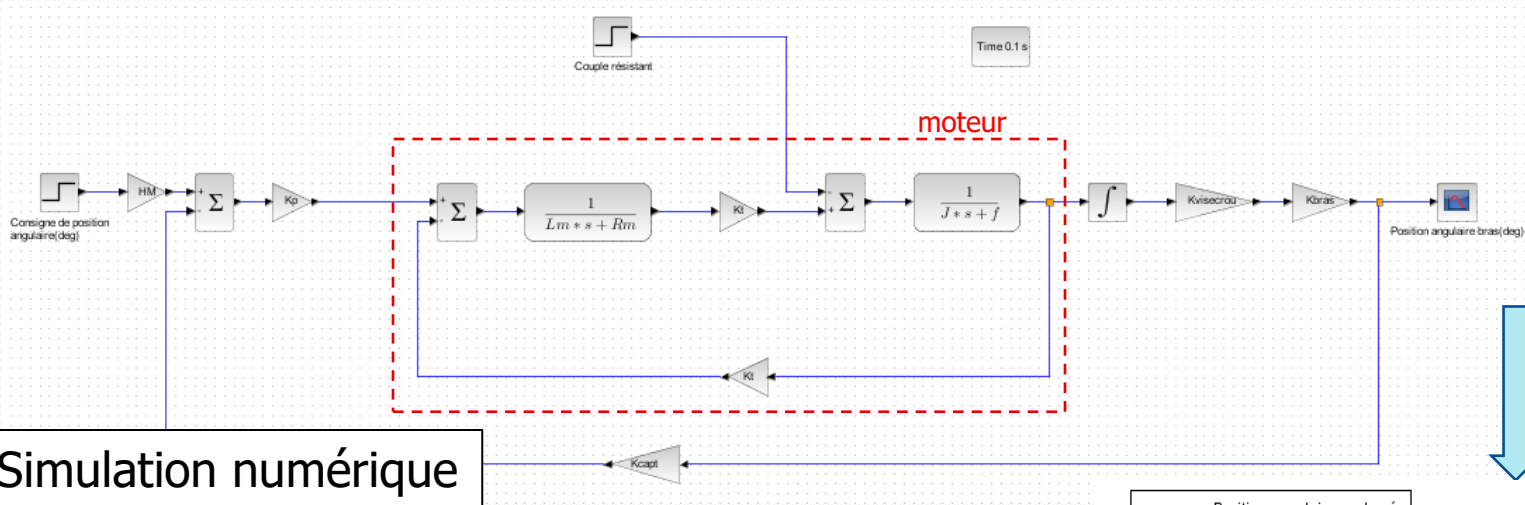 Couple résistant
Time 0.1 s
moteur
Consigne de position
angulaire(deg)
HM
+
-
Σ
Kp
+
-
Σ
1
Lm ∗ s + Rm
Kt
-
+
Σ
1
J ∗ s + f
∫
Kvisecrou
Kbras
Position angulaire bras(deg)
Kt
Kcapt
Simulation numérique